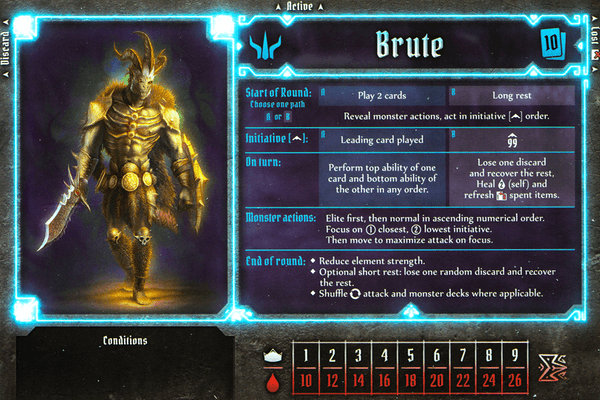 Active
Discard
Lost
Brute
10
Start of Round:
Choose one path
A or B
A Play 2 cards
B Long rest
Reveal monster actions, act in initiative [ ] order.
Initiative [ ]:
A Leading card played
B 99
On turn:
Perform top ability of one
card and bottom ability of
the other in any order.
Lose one discard
and recover the rest,
Heal 2 (self) and
refresh spent items.
Monster actions:
Elite first, then normal in ascending numerical order.
Focus on ① closest, ② lowest initiative.
Then move to maximize attack on focus.
End of round:
◆ Reduce element strength.
◆ Optional short rest: lose one random discard and recover
the rest.
◆ Shuffle attack and monster decks where applicable.
Conditions
1 2 3 4 5 6 7 8 9
10 12 14 16 18 20 22 24 26